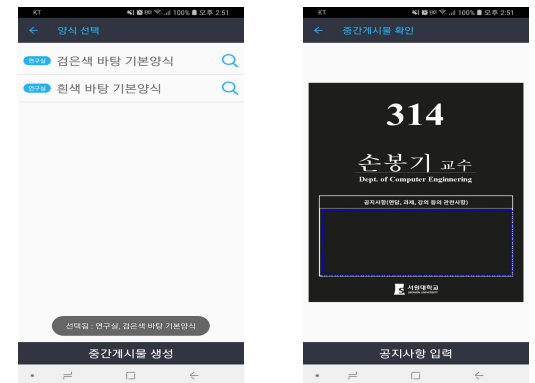 KT 100% 오후 2:51
양식 선택
연구실 검은색 바탕 기본양식
연구실 흰색 바탕 기본양식
선택됨 : 연구실, 검은색 바탕 기본양식
중간게시물 생성
KT 100% 오후 2:51
중간게시물 확인
314
손봉기 교수
Dept. of Computer Enginnering
공지사항(면담, 과제, 강의 등의 관련사항)
서원대학교
SEOWON UNIVERSITY
공지사항 입력